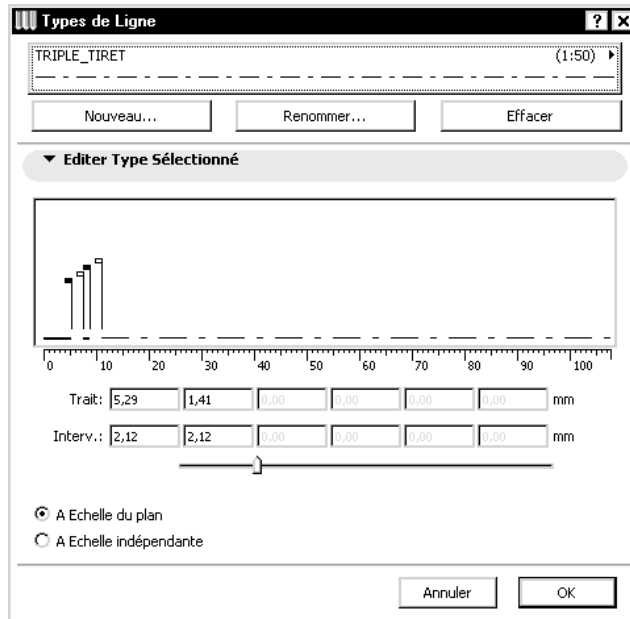 Types de Ligne
TRIPLE_TIRET (1:50)
Nouveau... Renommer... Effacer
Editer Type Sélectionné
0 10 20 30 40 50 60 70 80 90 100
Trait: 5,29 1,41 0,00 0,00 0,00 0,00 mm
Interv.: 2,12 2,12 0,00 0,00 0,00 0,00 mm
A Echelle du plan
A Echelle indépendante
Annuler OK